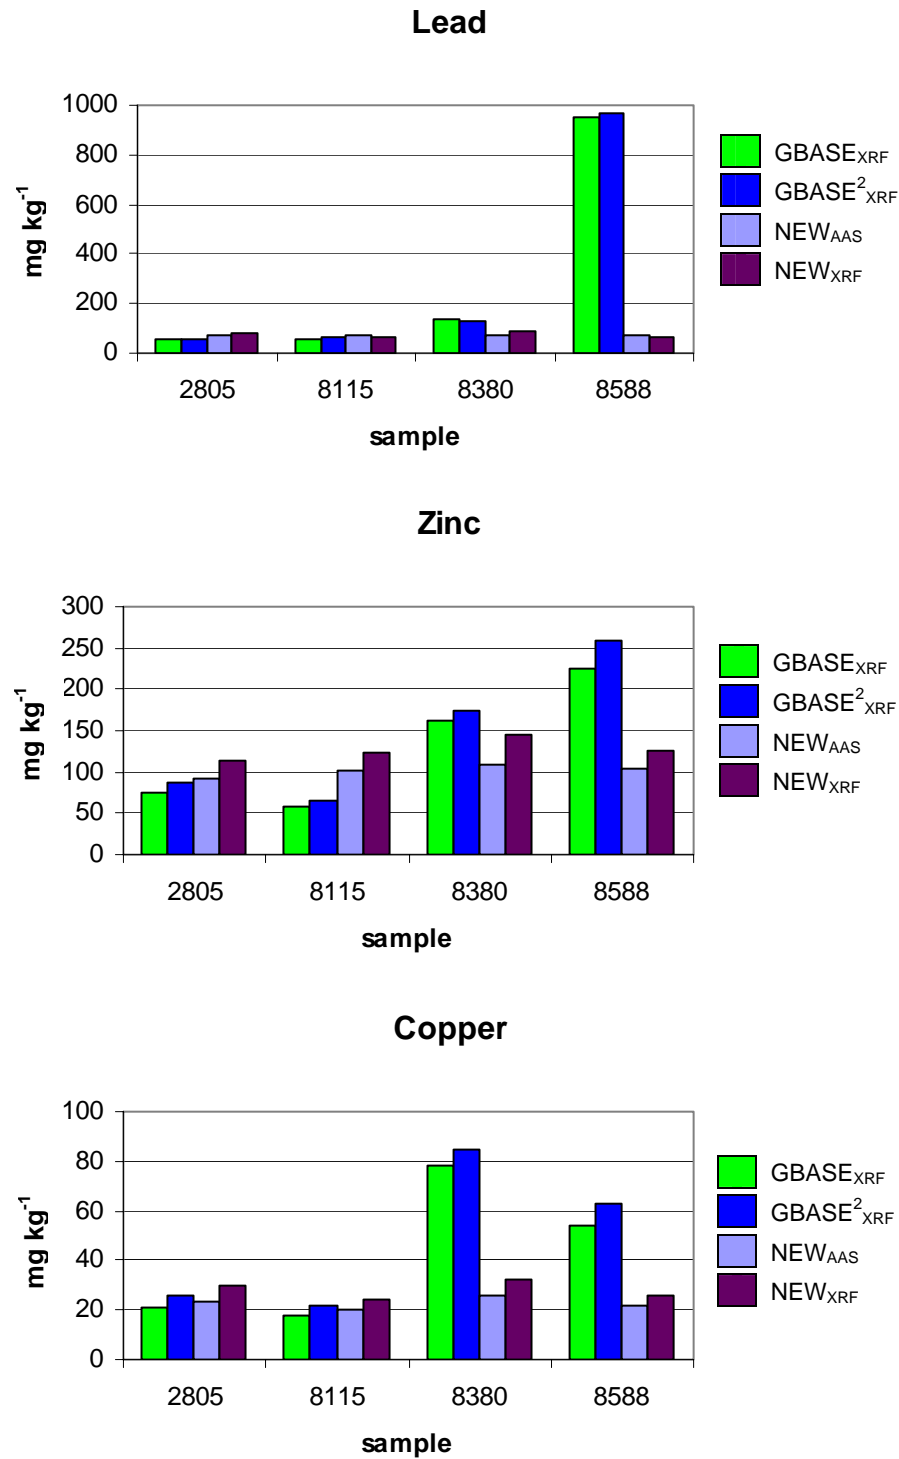 Lead
1000
800
600
400
200
0
mg kg-1
2805 8115 8380 8588
sample
GBASEXRF
GBASE2XRF
NEWAAS
NEWXRF
Zinc
300
250
200
150
100
50
0
mg kg-1
2805 8115 8380 8588
sample
GBASEXRF
GBASE2XRF
NEWAAS
NEWXRF
Copper
100
80
60
40
20
0
mg kg-1
2805 8115 8380 8588
sample
GBASEXRF
GBASE2XRF
NEWAAS
NEWXRF